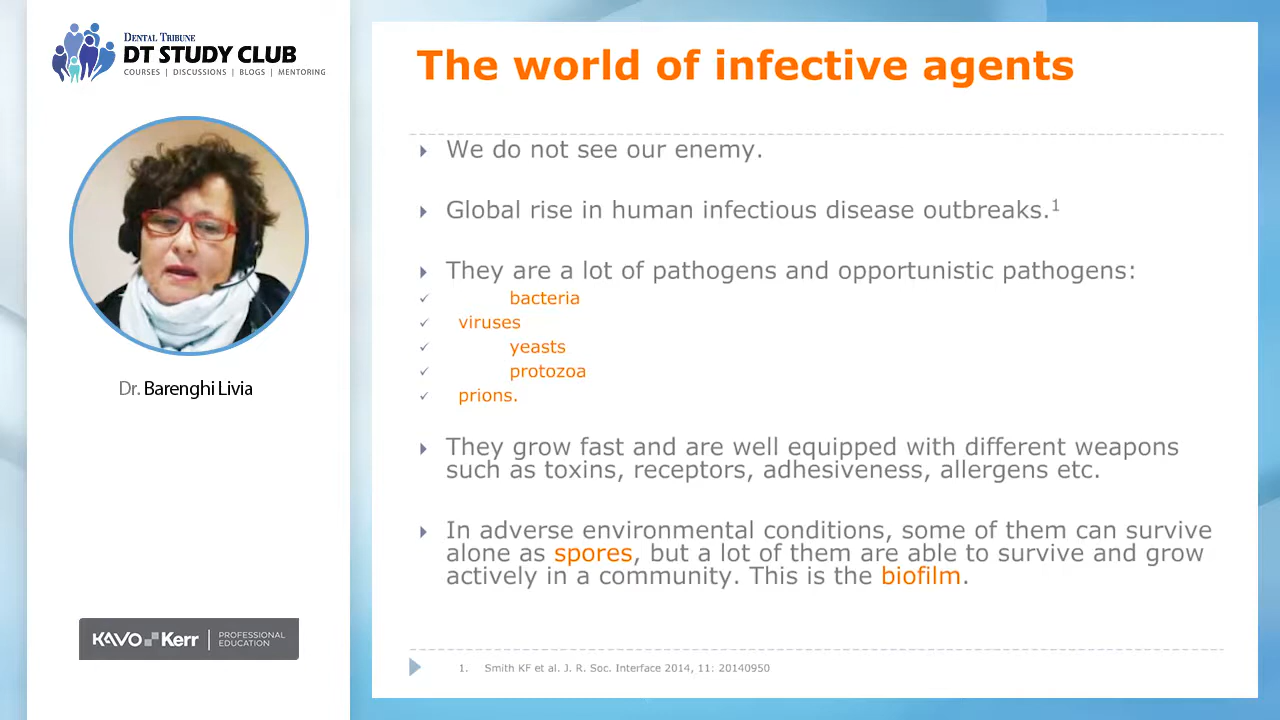 DENTAL TRIBUNE
DT STUDY CLUB
COURSES | DISCUSSIONS | BLOGS | MENTORING
Dr. Barenghi Livia
KAVO Kerr | PROFESSIONAL
EDUCATION
The world of infective agents
We do not see our enemy.
Global rise in human infectious disease outbreaks.¹
They are a lot of pathogens and opportunistic pathogens:
bacteria
viruses
yeasts
protozoa
prions.
They grow fast and are well equipped with different weapons
such as toxins, receptors, adhesiveness, allergens etc.
In adverse environmental conditions, some of them can survive
alone as spores, but a lot of them are able to survive and grow
actively in a community. This is the biofilm.
1. Smith KF et al. J. R. Soc. Interface 2014, 11: 20140950